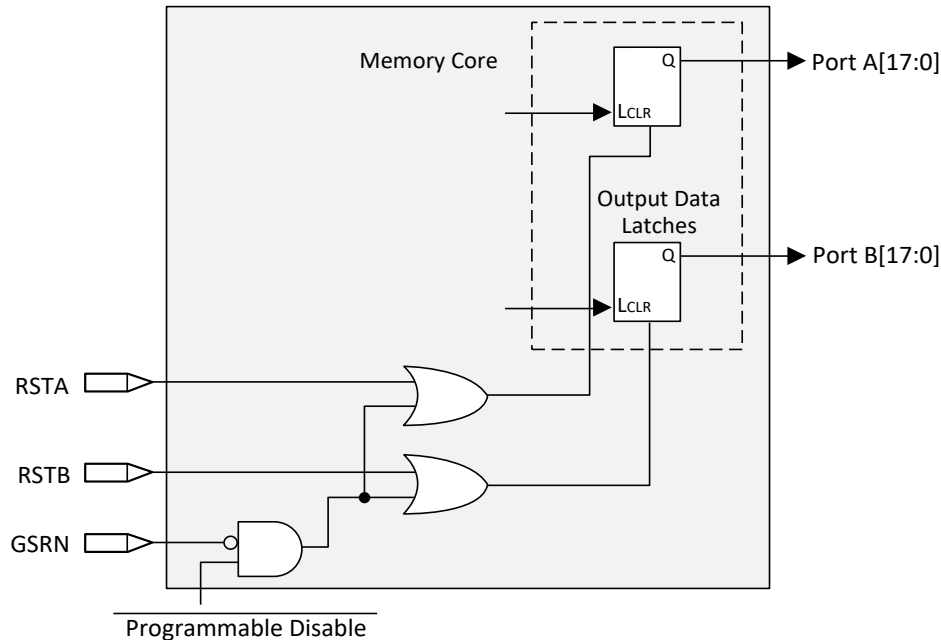 Memory Core
Q
Port A[17:0]
LCLR
Output Data
Latches
Q
Port B[17:0]
LCLR
RSTA
RSTB
GSRN
Programmable Disable